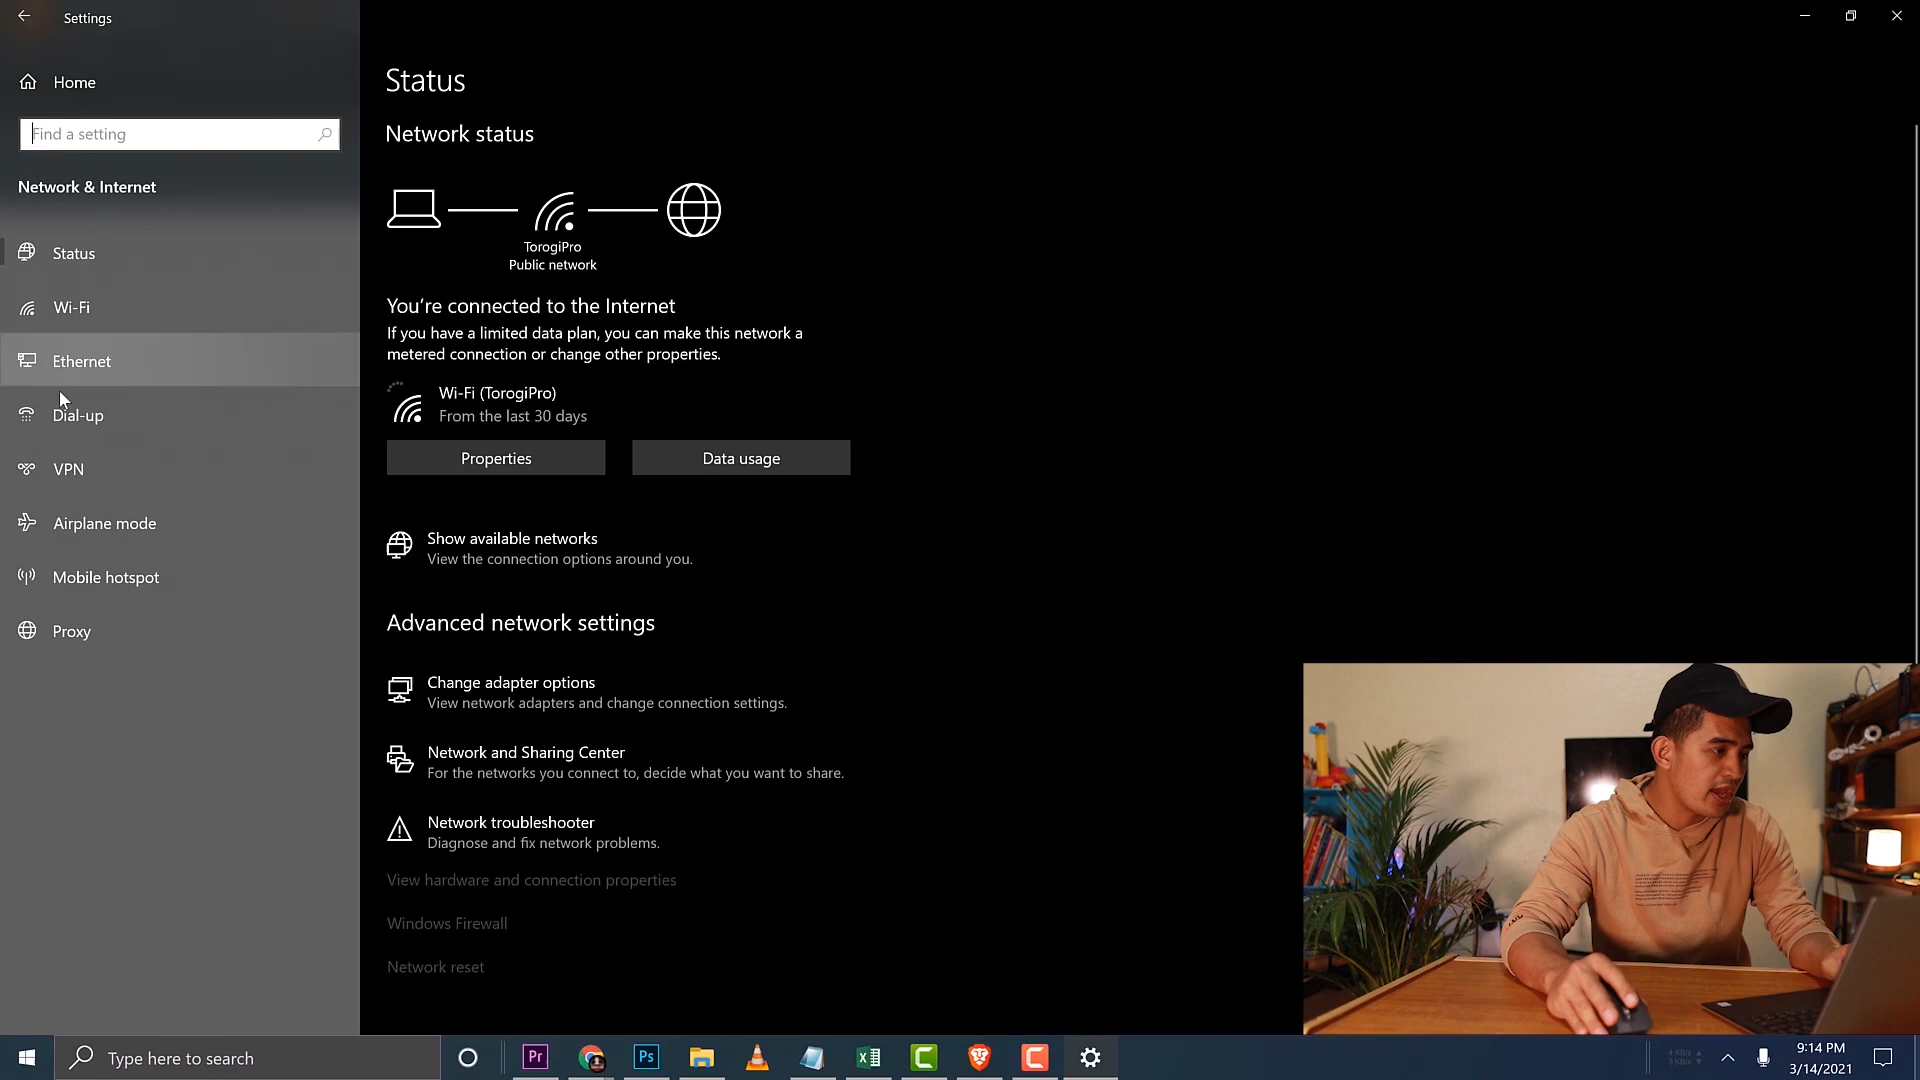 Settings
Home
Find a setting
Network & Internet
Status
Wi-Fi
Ethernet
Dial-up
VPN
Airplane mode
Mobile hotspot
Proxy
Status
Network status
TorogiPro
Public network
You're connected to the Internet
If you have a limited data plan, you can make this network a
metered connection or change other properties.
Wi-Fi (TorogiPro)
From the last 30 days
Properties
Data usage
Show available networks
View the connection options around you.
Advanced network settings
Change adapter options
View network adapters and change connection settings.
Network and Sharing Center
For the networks you connect to, decide what you want to share.
Network troubleshooter
Diagnose and fix network problems.
View hardware and connection properties
Windows Firewall
Network reset
Type here to search
Pr
Ps
9:14 PM
3/14/2021